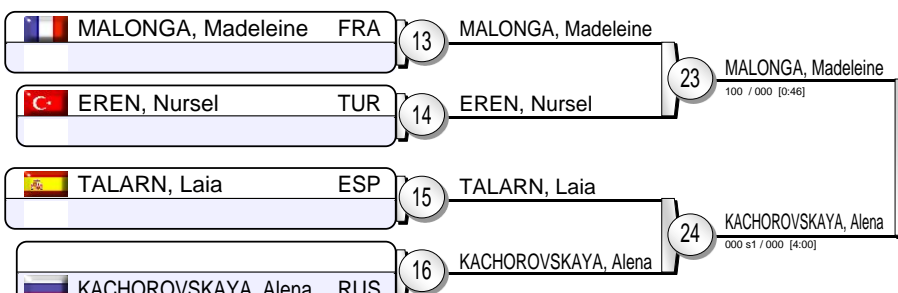 MALONGA, Madeleine FRA
13
MALONGA, Madeleine
23
MALONGA, Madeleine
100 / 000 [0:46]
EREN, Nursel TUR
14
EREN, Nursel
TALARN, Laia ESP
15
TALARN, Laia
24
KACHOROVSKAYA, Alena
000 s1 / 000 [4:00]
16
KACHOROVSKAYA, Alena
KACHOROVSKAYA, Alena RUS